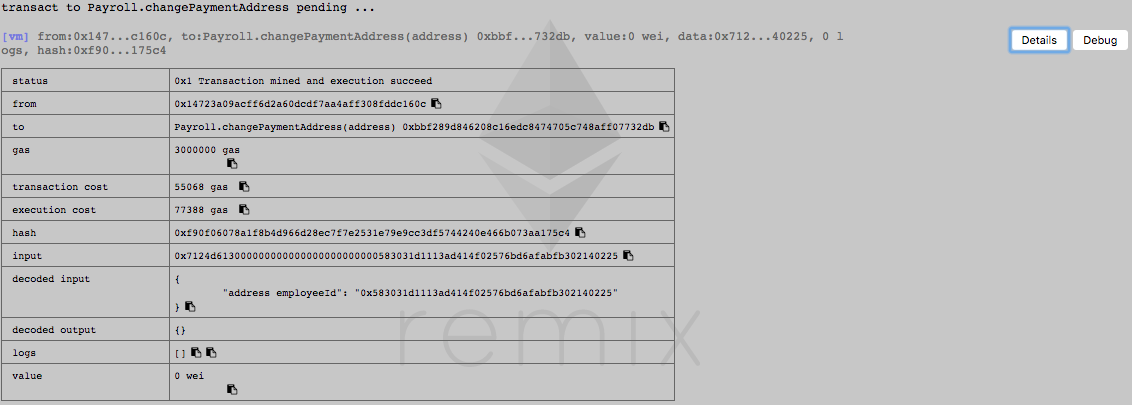 transact to Payroll.changePaymentAddress pending ...
[vm] from:0x147...c160c, to:Payroll.changePaymentAddress(address) 0xbbf...732db, value:0 wei, data:0x712...40225, 0 l
ogs, hash:0xf90...175c4
Details
Debug
status 0x1 Transaction mined and execution succeed
from 0x14723a09acff6d2a60dcdf7aa4aff308fddc160c
to Payroll.changePaymentAddress(address) 0xbbf289d846208c16edc8474705c748aff07732db
gas 3000000 gas
transaction cost 55068 gas
execution cost 77388 gas
hash 0xf90f06078a1f8b4d966d28ec7f7e2531e79e9cc3df5744240e466b073aa175c4
input 0x7124d613000000000000000000000000583031d1113ad414f02576bd6afabfb302140225
decoded input {
"address employeeId": "0x583031d1113ad414f02576bd6afabfb302140225"
}
decoded output {}
logs []
value 0 wei
remix